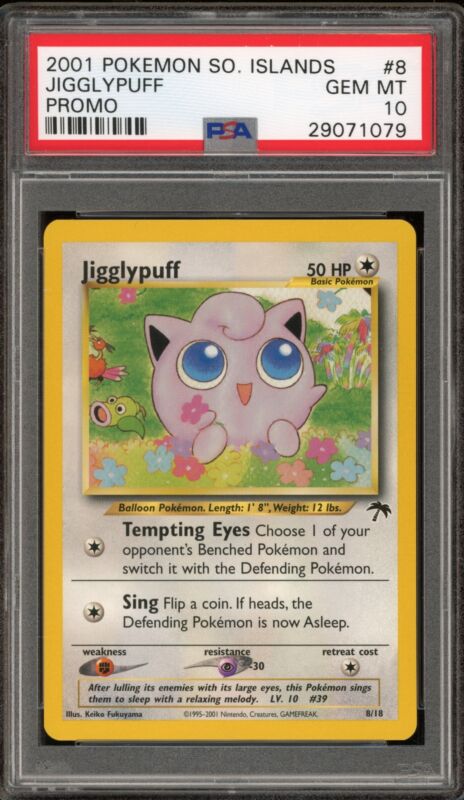 2001 POKEMON SO. ISLANDS #8
JIGGLYPUFF GEM MT
PROMO 10
PSA 29071079
Jigglypuff 50 HP
Basic Pokémon
Balloon Pokémon. Length: 1' 8", Weight: 12 lbs.
Tempting Eyes Choose 1 of your
opponent's Benched Pokémon and
switch it with the Defending Pokémon.
Sing Flip a coin. If heads, the
Defending Pokémon is now Asleep.
weakness resistance retreat cost
-30
After lulling its enemies with its large eyes, this Pokémon sings
them to sleep with a relaxing melody. LV. 10 #39
Illus. Keiko Fukuyama ©1995-2001 Nintendo, Creatures, GAMEFREAK. 8/18
PSA